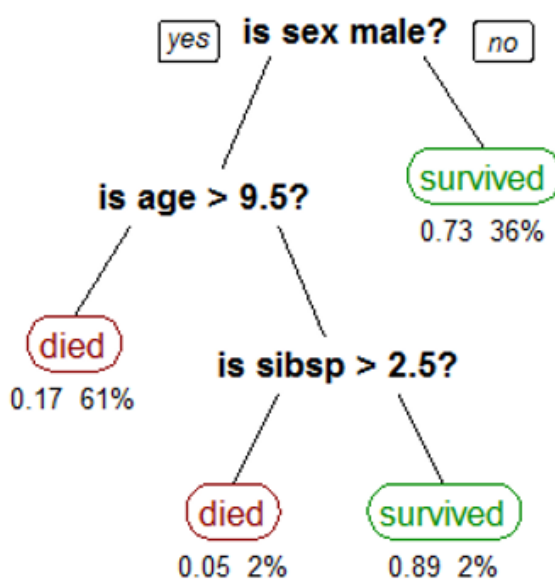 yes is sex male? no
survived
0.73 36%
is age > 9.5?
died
0.17 61%
is sibsp > 2.5?
died survived
0.05 2% 0.89 2%